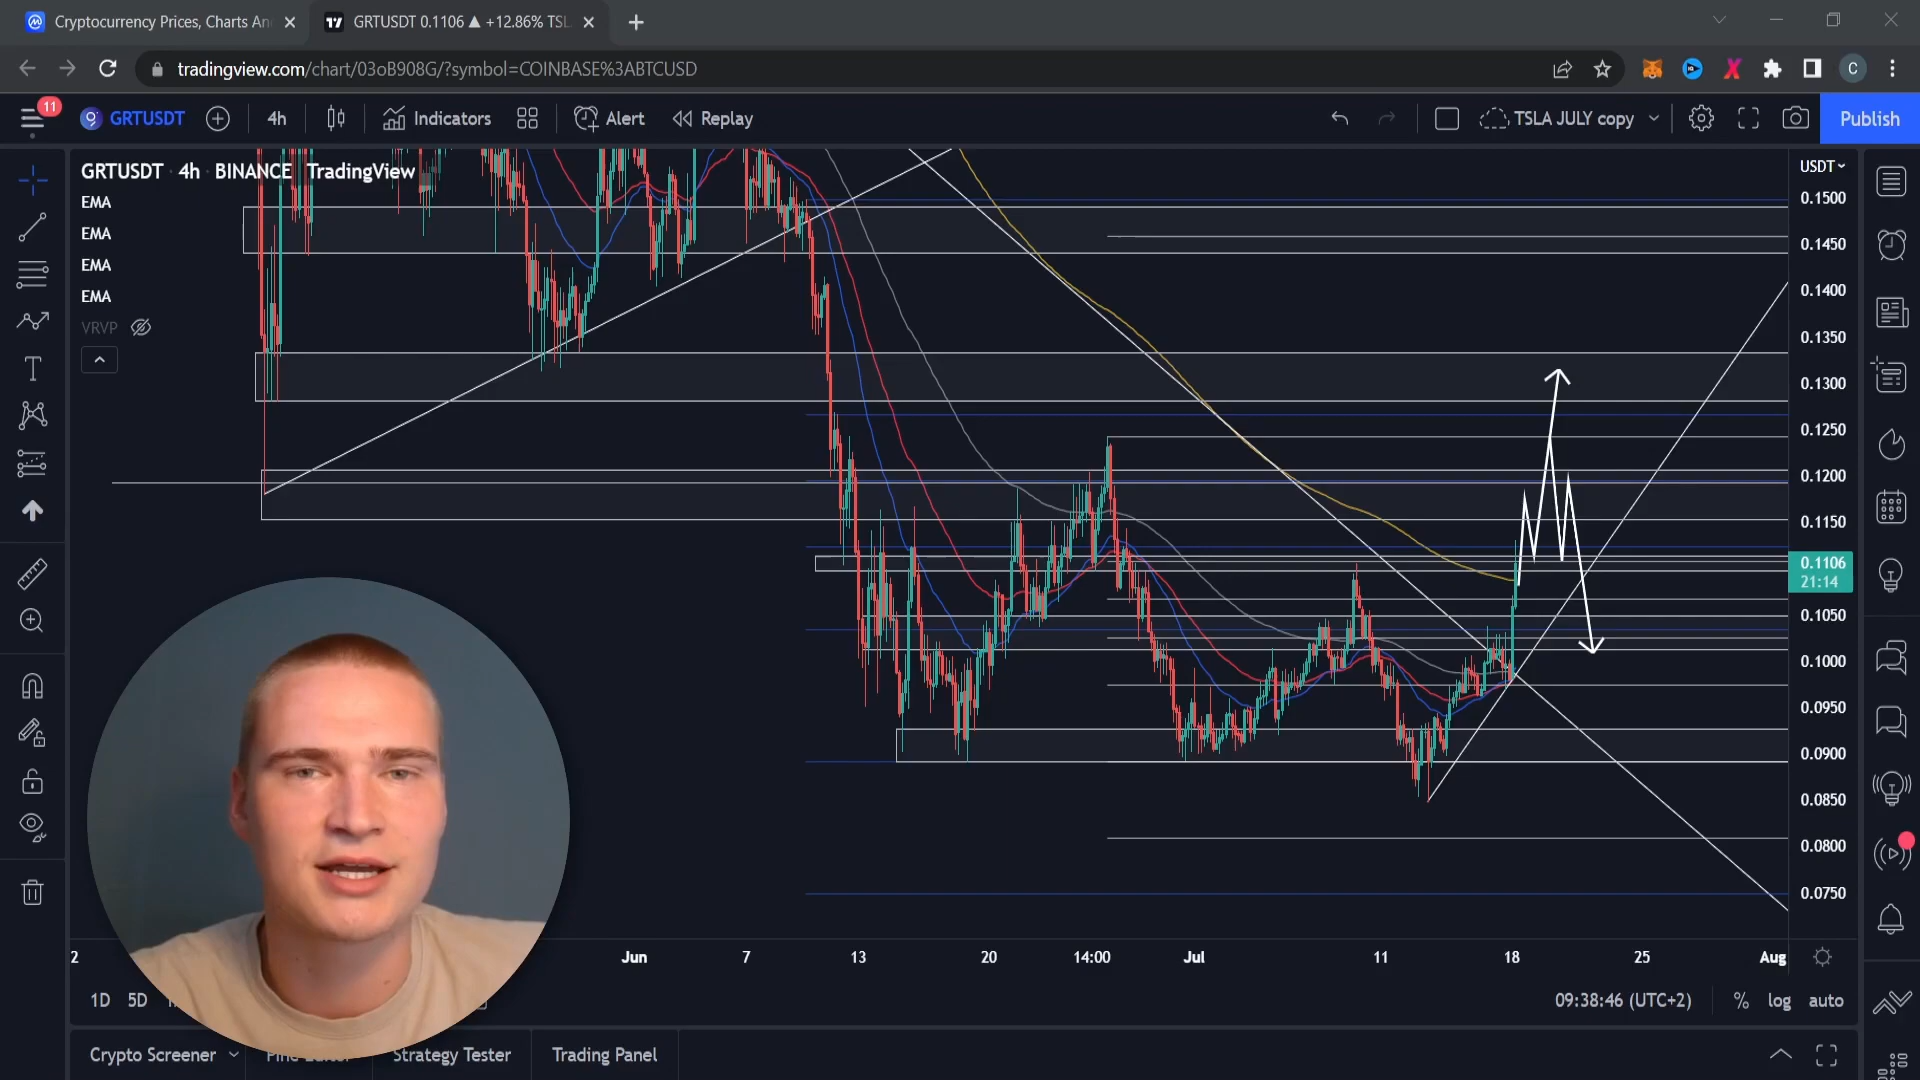 Cryptocurrency Prices, Charts An
GRTUSDT 0.1106 ▲ +12.86% TSL
tradingview.com/chart/03oB908G/?symbol=COINBASE%3ABTCUSD
C
11
GRTUSDT
4h
Indicators
Alert
Replay
TSLA JULY copy
Publish
GRTUSDT · 4h · BINANCE TradingView
EMA
EMA
EMA
EMA
VRVP
USDT
0.1500
0.1450
0.1400
0.1350
0.1300
0.1250
0.1200
0.1150
0.1106
21:14
0.1050
0.1000
0.0950
0.0900
0.0850
0.0800
0.0750
2
Jun
7
13
20
14:00
Jul
11
18
25
Aug
1D 5D
09:38:46 (UTC+2)
%
log
auto
Crypto Screener
Pine Editor
Strategy Tester
Trading Panel